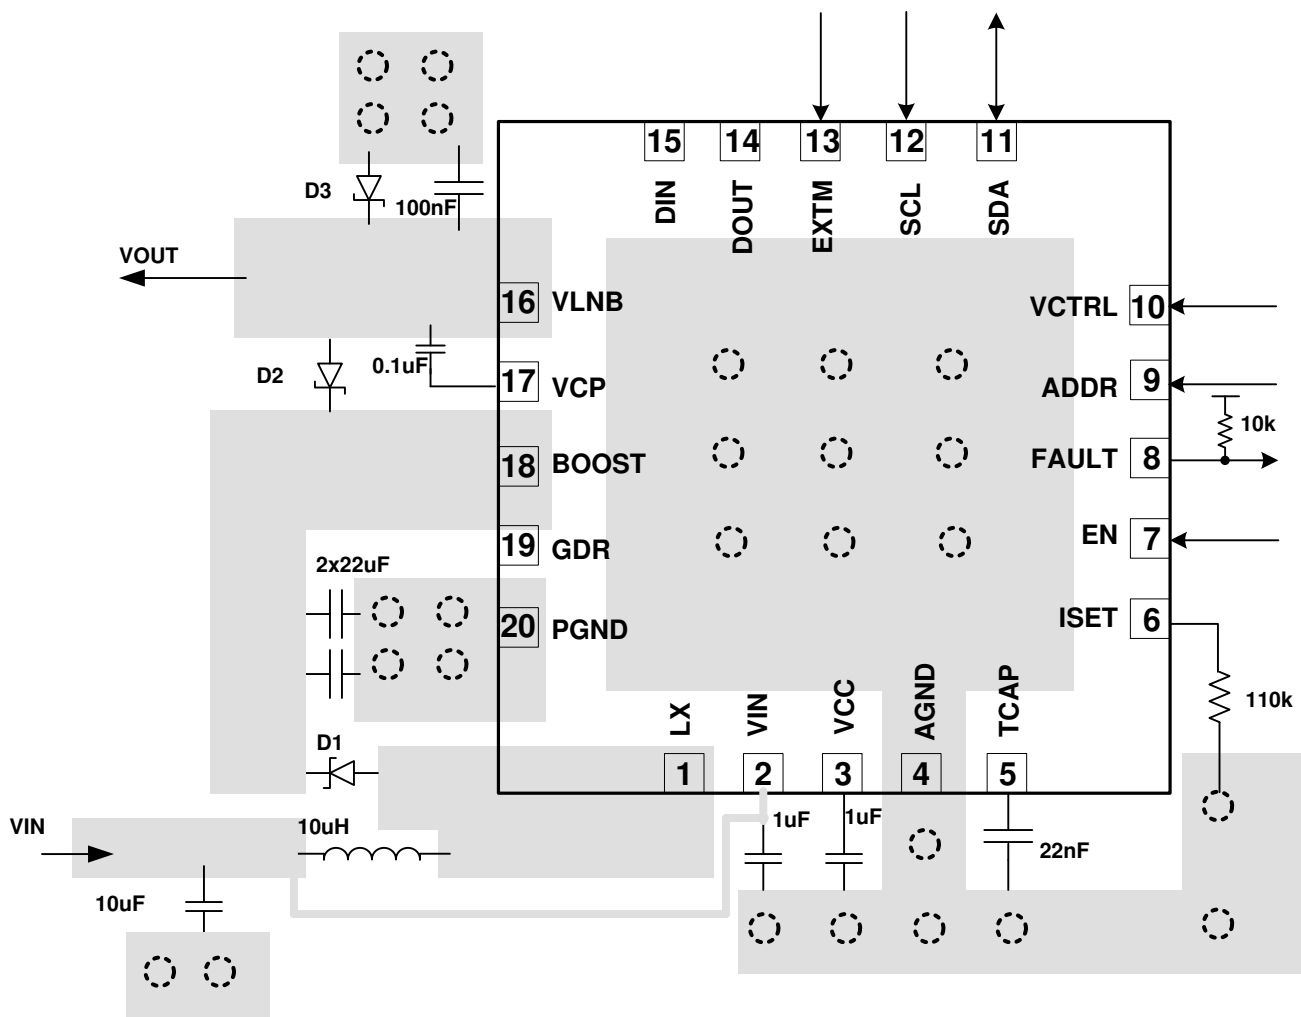 15
14
13
12
11
DIN
DOUT
EXTM
SCL
SDA
D3
100nF
VOUT
16 VLNB
VCTRL 10
D2
0.1uF
17 VCP
ADDR 9
10k
18 BOOST
FAULT 8
19 GDR
EN 7
2x22uF
20 PGND
ISET 6
LX
VIN
VCC
AGND
TCAP
110k
D1
1
2
3
4
5
VIN
10uH
1uF
1uF
22nF
10uF